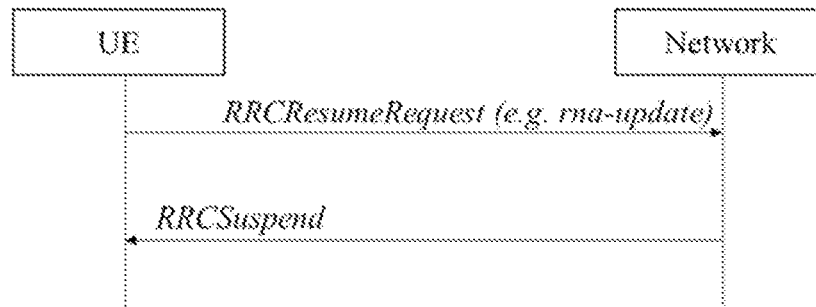 UE
Network
RRCResumeRequest (e.g. rna-update)
RRCSuspend